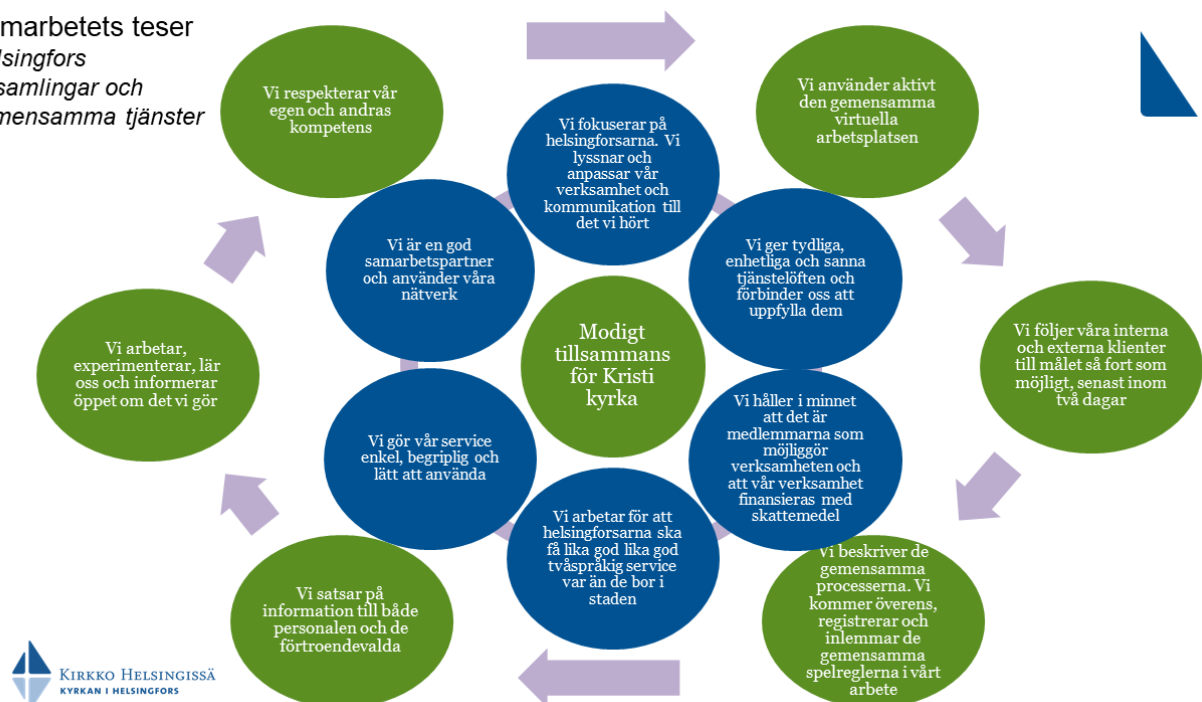 marbetets teser
lsingfors
samlingar och
mensamma tjänster
Vi respekterar vår
egen och andras
kompetens
Vi fokuserar på
helsingforsarna. Vi
lyssnar och
anpassar vår
verksamhet och
kommunikation till
det vi hört
Vi använder aktivt
den gemensamma
virtuella
arbetsplatsen
Vi är en god
samarbetspartner
och använder våra
nätverk
Vi ger tydliga,
enhetliga och sanna
tjänstelöften och
förbinder oss att
uppfylla dem
Modigt
tillsammans
för Kristi
kyrka
Vi arbetar,
experimenterar, lär
oss och informerar
öppet om det vi gör
Vi följer våra interna
och externa klienter
till målet så fort som
möjligt, senast inom
två dagar
Vi gör vår service
enkel, begriplig och
lätt att använda
Vi håller i minnet
att det är
medlemmarna som
möjliggör
verksamheten och
att vår verksamhet
finansieras med
skattemedel
Vi arbetar för att
helsingforsarna ska
få lika god lika god
tvåspråkig service
var än de bor i
staden
Vi satsar på
information till både
personalen och de
förtroendevalda
Vi beskriver de
gemensamma
processerna. Vi
kommer överens,
registrerar och
inlemmar de
gemensamma
spelreglerna i vårt
arbete
KIRKKO HELSINGISSÄ
KYRKAN I HELSINGFORS